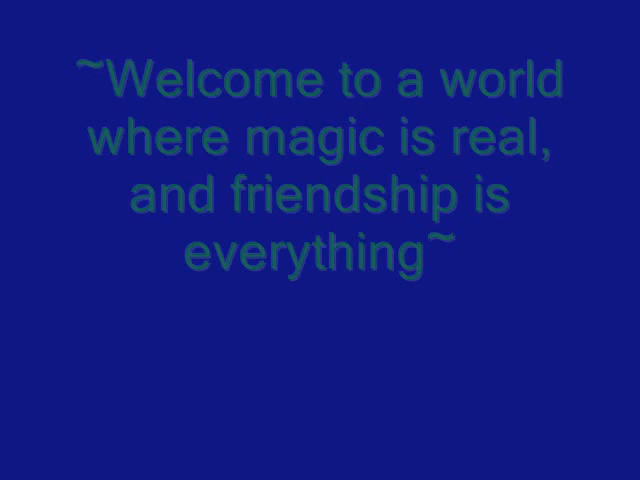 ~Welcome to a world
where magic is real,
and friendship is
everything~